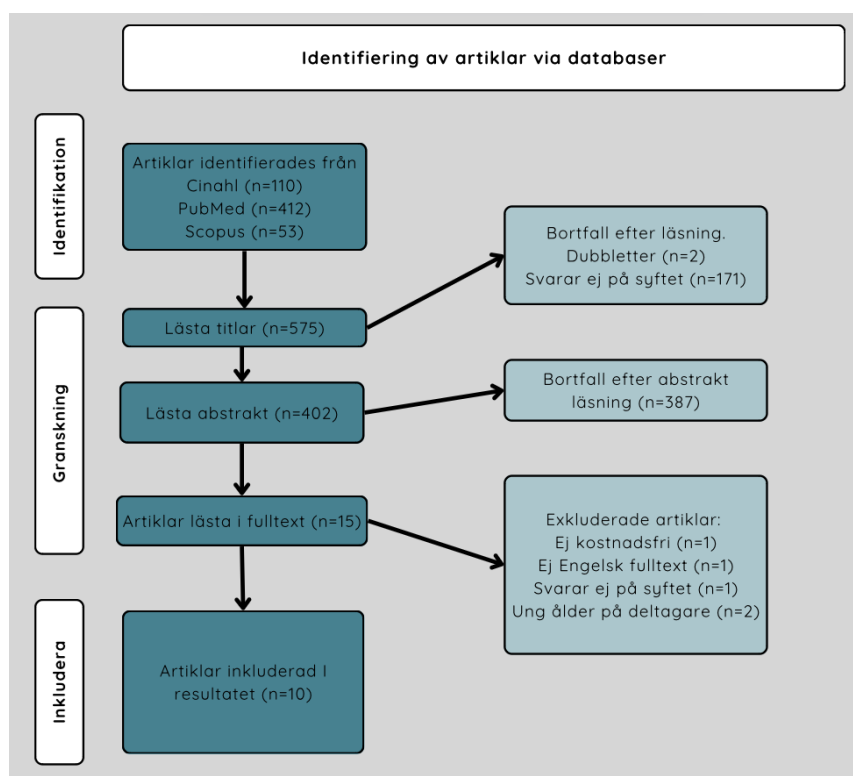 Identifiering av artiklar via databaser
Identifikation
Artiklar identifierades från
Cinahl (n=110)
PubMed (n=412)
Scopus (n=53)
Bortfall efter läsning.
Dubbletter (n=2)
Svarar ej på syftet (n=171)
Granskning
Lästa titlar (n=575)
Lästa abstrakt (n=402)
Bortfall efter abstrakt
läsning (n=387)
Artiklar lästa i fulltext (n=15)
Exkluderade artiklar:
Ej kostnadsfri (n=1)
Ej Engelsk fulltext (n=1)
Svarar ej på syftet (n=1)
Ung ålder på deltagare (n=2)
Inkludera
Artiklar inkluderad I
resultatet (n=10)